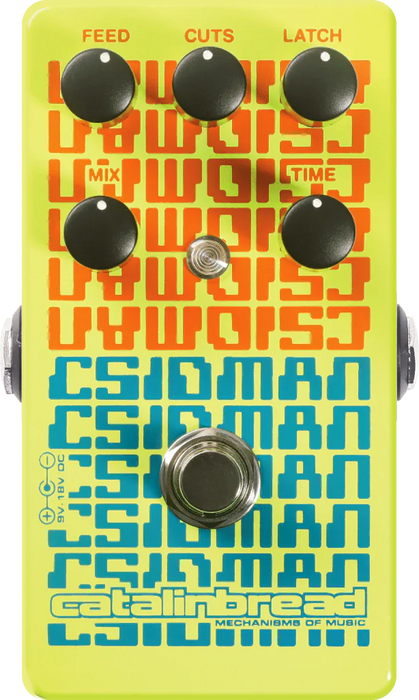 FEED CUTS LATCH
CSIDMAN
CSIDMAN
CSIDMAN
MIX TIME
CSIDMAN
CSIDMAN
CSIDMAN
CSIDMAN
CSIDMAN
CSIDMAN
9V-18V DC
CSIDMAN
CSIDMAN
catalinbread
MECHANISMS OF MUSIC
CSIDMAN